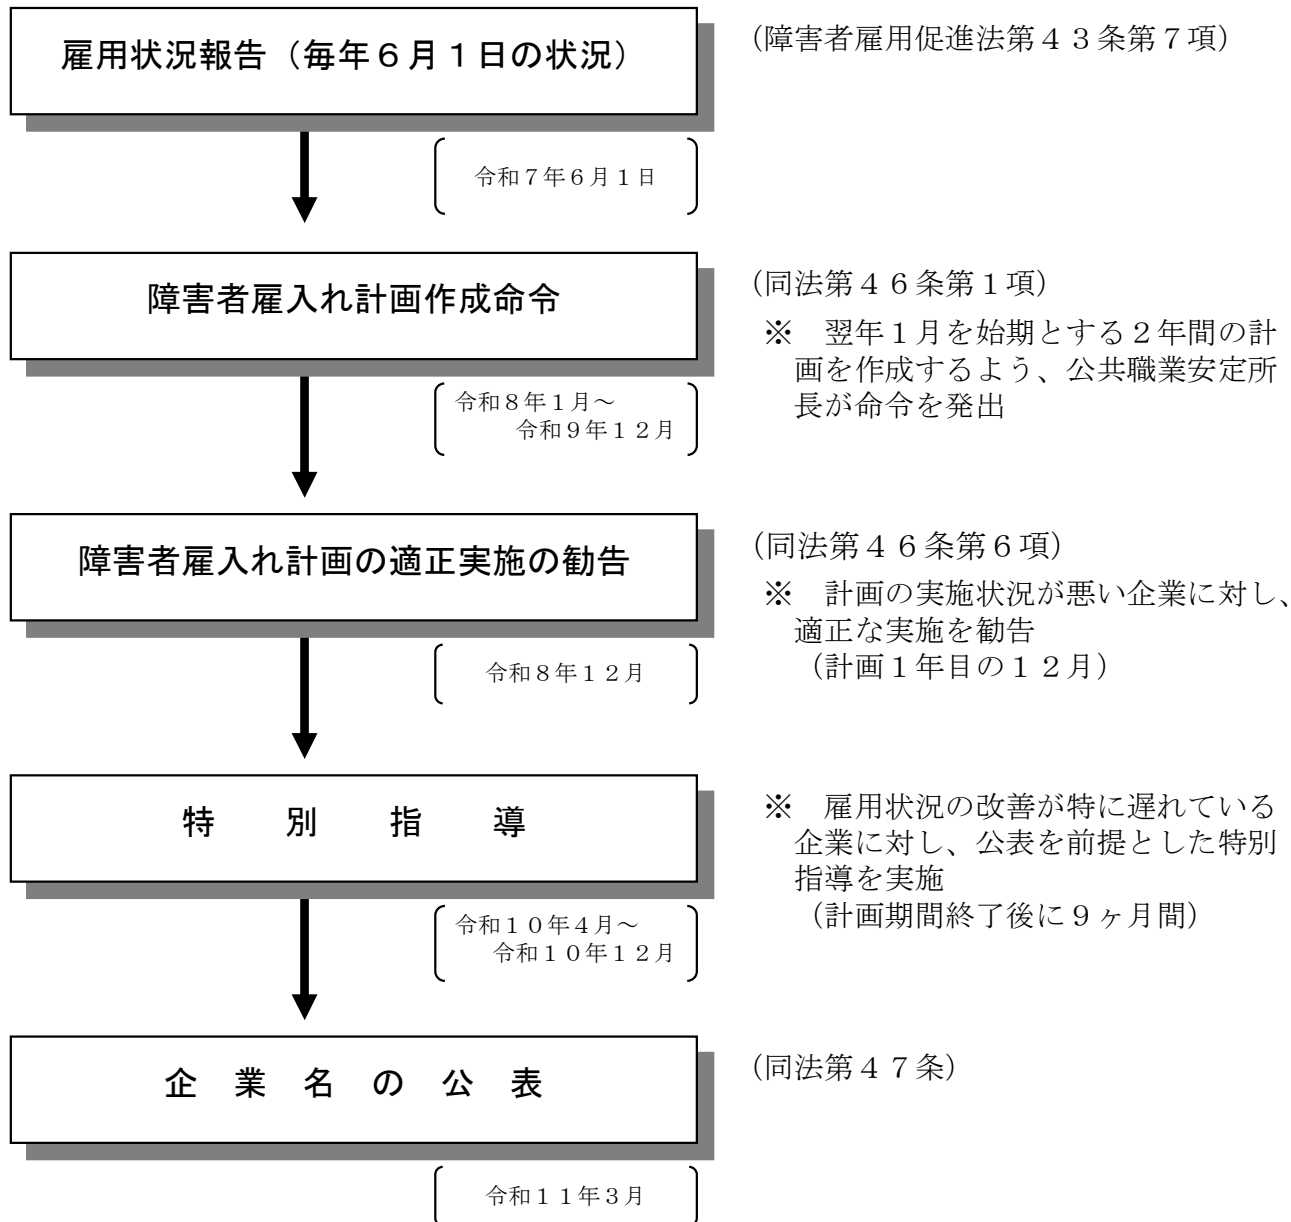 雇用状況報告（毎年６月１日の状況）
（障害者雇用促進法第４３条第７項）
令和７年６月１日
障害者雇入れ計画作成命令
（同法第４６条第１項）
※　翌年１月を始期とする２年間の計
画を作成するよう、公共職業安定所
長が命令を発出
令和８年１月～
令和９年１２月
障害者雇入れ計画の適正実施の勧告
（同法第４６条第６項）
※　計画の実施状況が悪い企業に対し、
適正な実施を勧告
（計画１年目の１２月）
令和８年１２月
特　別　指　導
※　雇用状況の改善が特に遅れている
企業に対し、公表を前提とした特別
指導を実施
（計画期間終了後に９ヶ月間）
令和１０年４月～
令和１０年１２月
企　業　名　の　公　表
（同法第４７条）
令和１１年３月